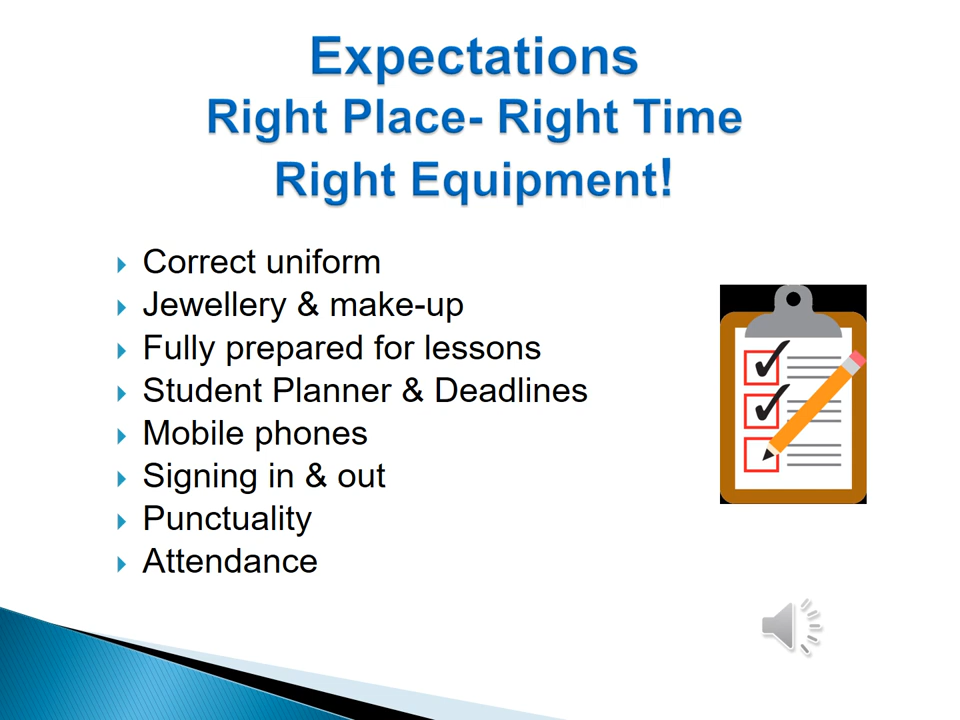 Expectations
Right Place- Right Time
Right Equipment!
Correct uniform
Jewellery & make-up
Fully prepared for lessons
Student Planner & Deadlines
Mobile phones
Signing in & out
Punctuality
Attendance